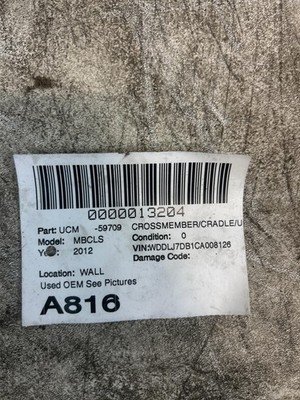 0000013204
Part: UCM -59709 CROSSMEMBER/CRADLE/U
Model: MBCLS Condition: 0
2012 VIN:WDDLJ7DB1CA008126
Damage Code:
Location: WALL
Used OEM See Pictures
A816